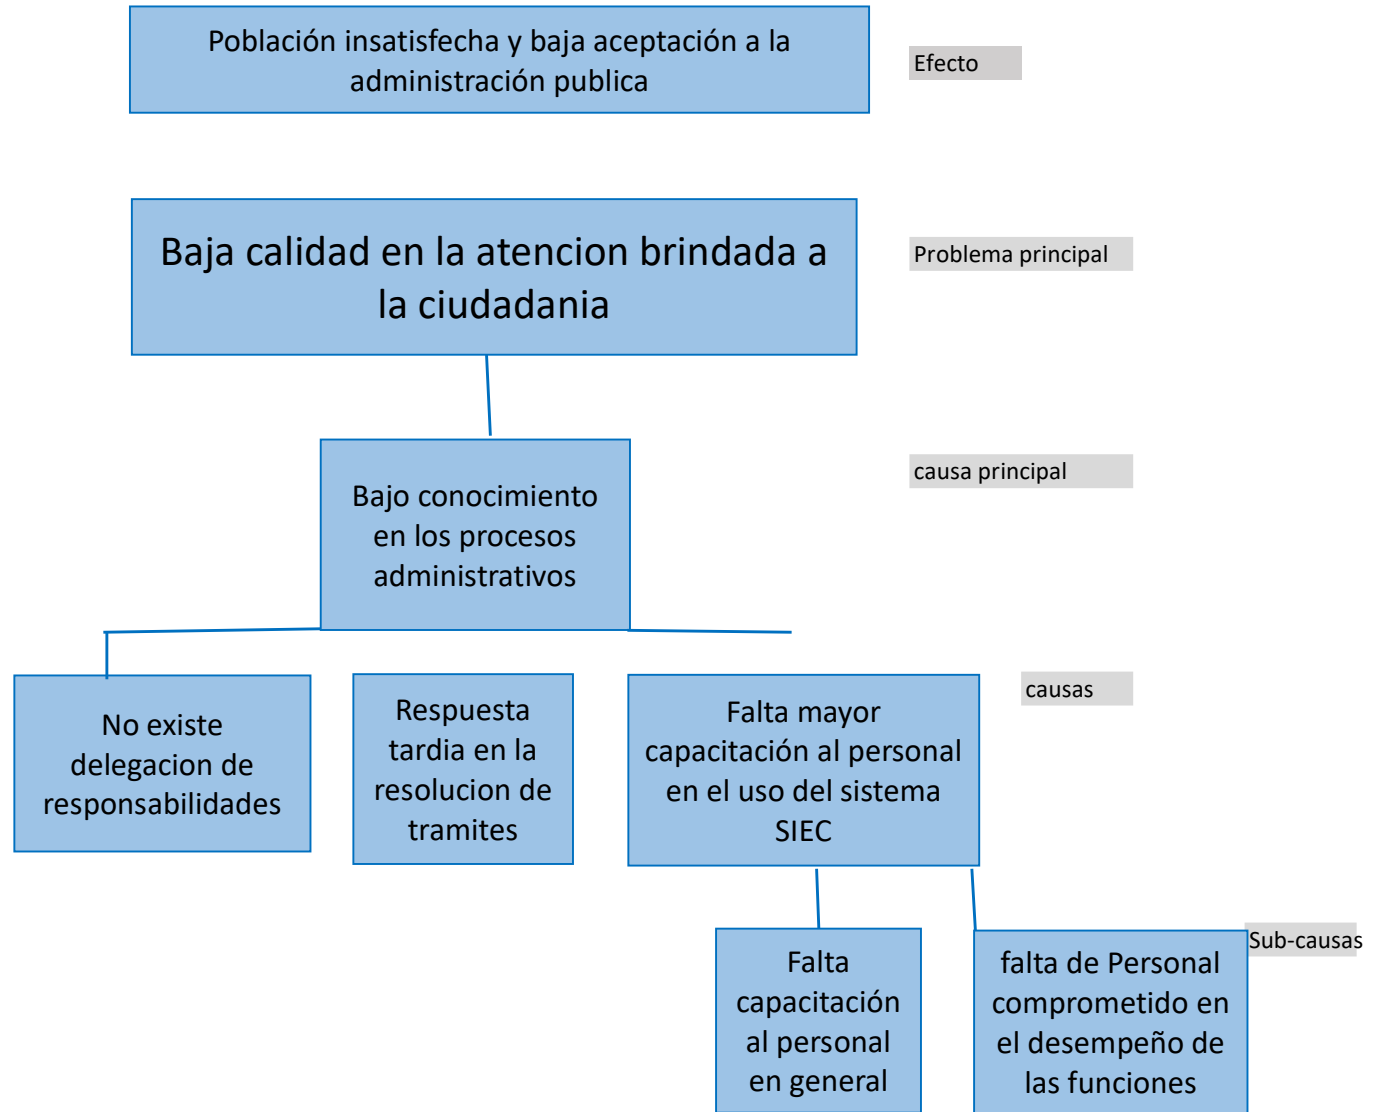 Población insatisfecha y baja aceptación a la
administración publica
Efecto
Baja calidad en la atencion brindada a
la ciudadania
Problema principal
Bajo conocimiento
en los procesos
administrativos
causa principal
No existe
delegacion de
responsabilidades
Respuesta
tardia en la
resolucion de
tramites
Falta mayor
capacitación al personal
en el uso del sistema
SIEC
causas
Falta
capacitación
al personal
en general
falta de Personal
comprometido en
el desempeño de
las funciones
Sub-causas